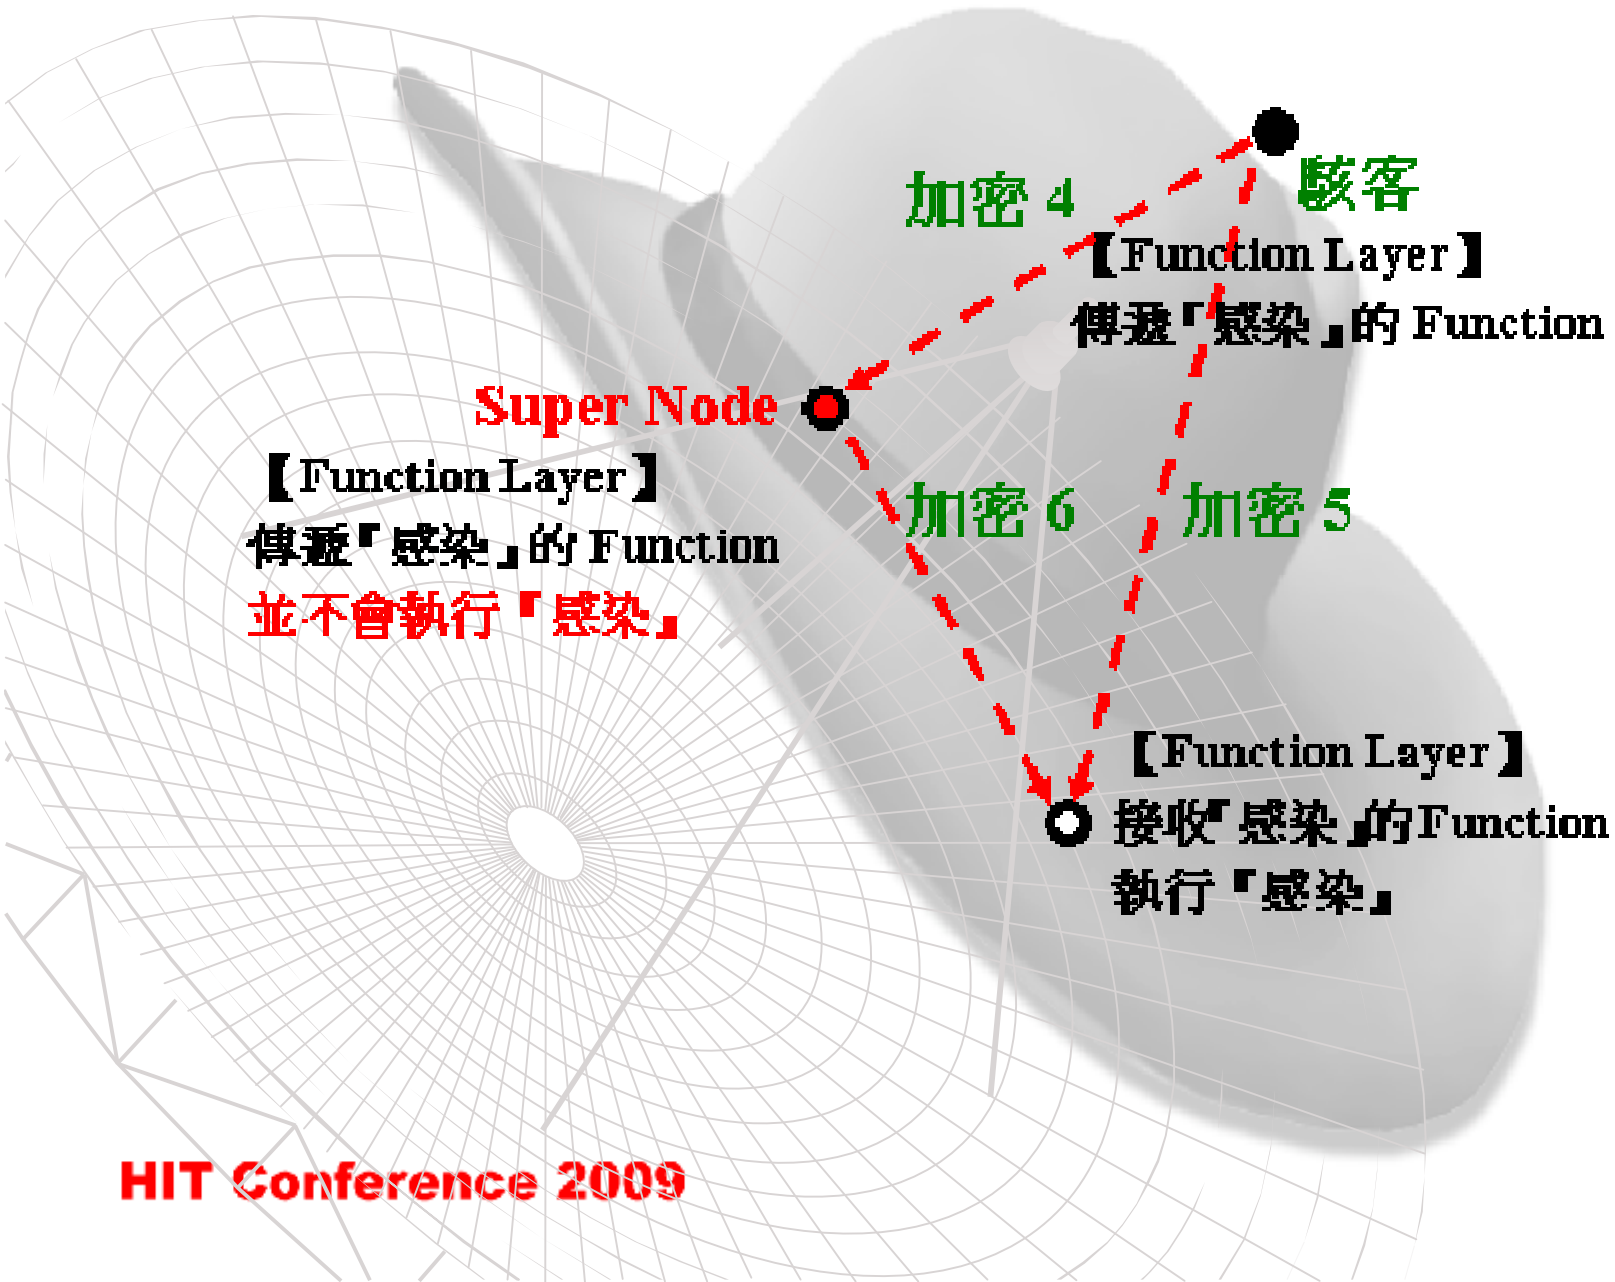 駭客
加密 4
【Function Layer】
傳遞『感染』的 Function
Super Node
【Function Layer】
傳遞『感染』的 Function
並不會執行『感染』
加密 6
加密 5
【Function Layer】
接收『感染』的Function
執行『感染』
HIT Conference 2009